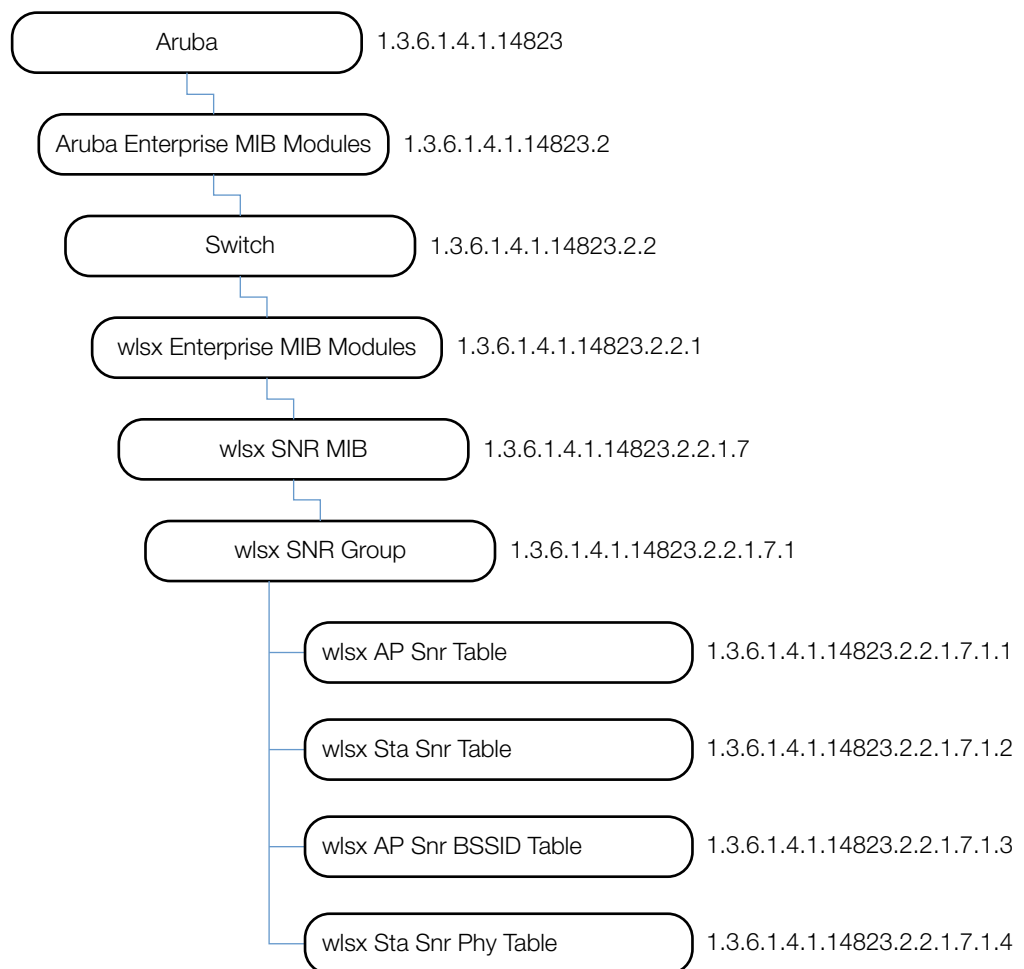 Aruba 1.3.6.1.4.1.14823
Aruba Enterprise MIB Modules 1.3.6.1.4.1.14823.2
Switch 1.3.6.1.4.1.14823.2.2
wlsx Enterprise MIB Modules 1.3.6.1.4.1.14823.2.2.1
wlsx SNR MIB 1.3.6.1.4.1.14823.2.2.1.7
wlsx SNR Group 1.3.6.1.4.1.14823.2.2.1.7.1
wlsx AP Snr Table 1.3.6.1.4.1.14823.2.2.1.7.1.1
wlsx Sta Snr Table 1.3.6.1.4.1.14823.2.2.1.7.1.2
wlsx AP Snr BSSID Table 1.3.6.1.4.1.14823.2.2.1.7.1.3
wlsx Sta Snr Phy Table 1.3.6.1.4.1.14823.2.2.1.7.1.4